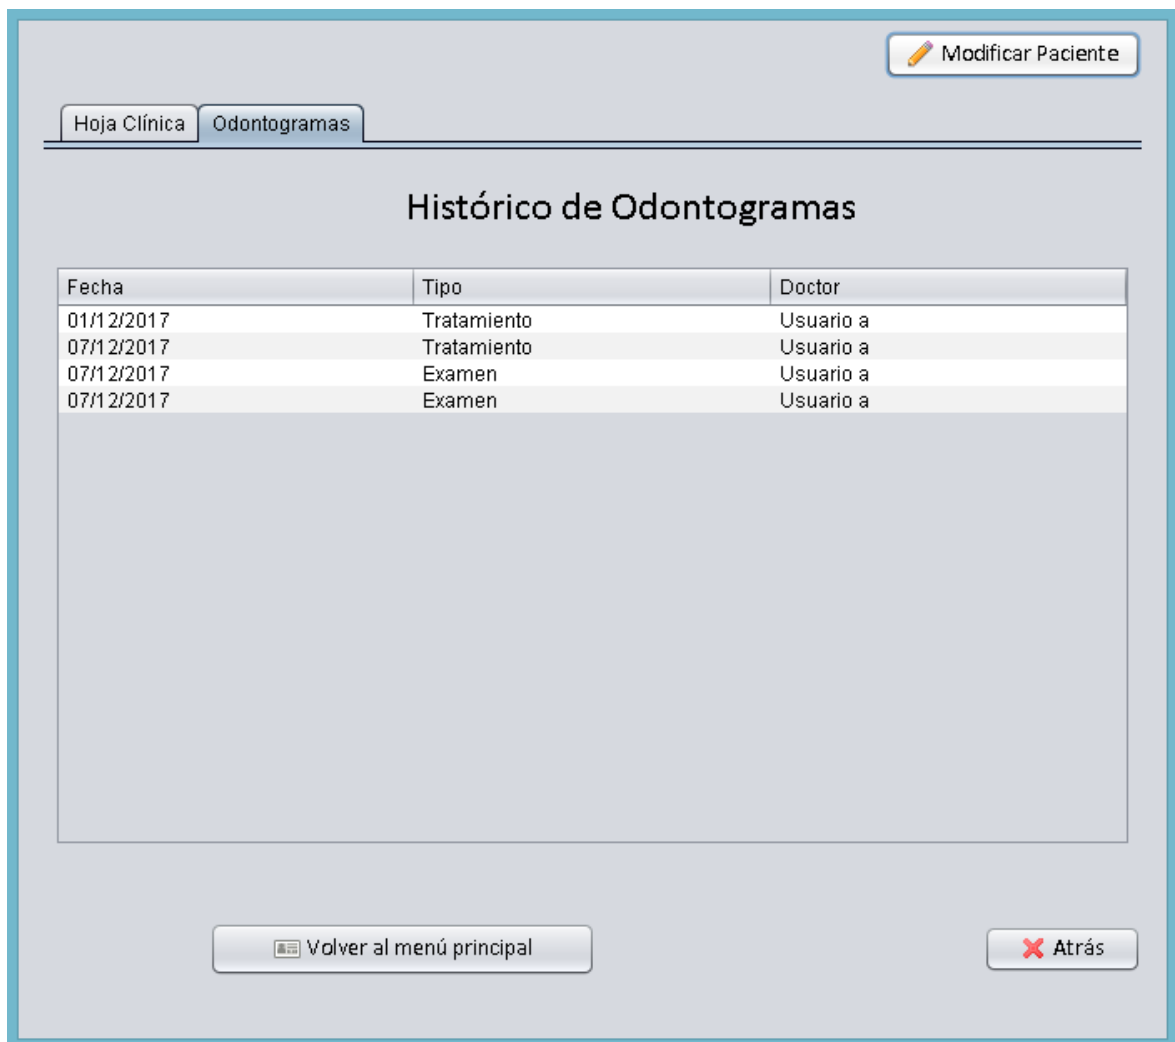 Modificar Paciente
Hoja Clínica Odontogramas
Histórico de Odontogramas
Fecha Tipo Doctor
01/12/2017 Tratamiento Usuario a
07/12/2017 Tratamiento Usuario a
07/12/2017 Examen Usuario a
07/12/2017 Examen Usuario a
Volver al menú principal Atrás